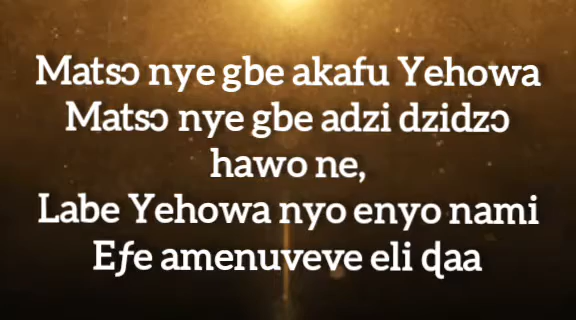 Matsɔ nye gbe akafu Yehowa
Matsɔ nye gbe adzi dzidzɔ
hawo ne,
Labe Yehowa nyo enyo nami
Eƒe amenuveve eli ɖaa